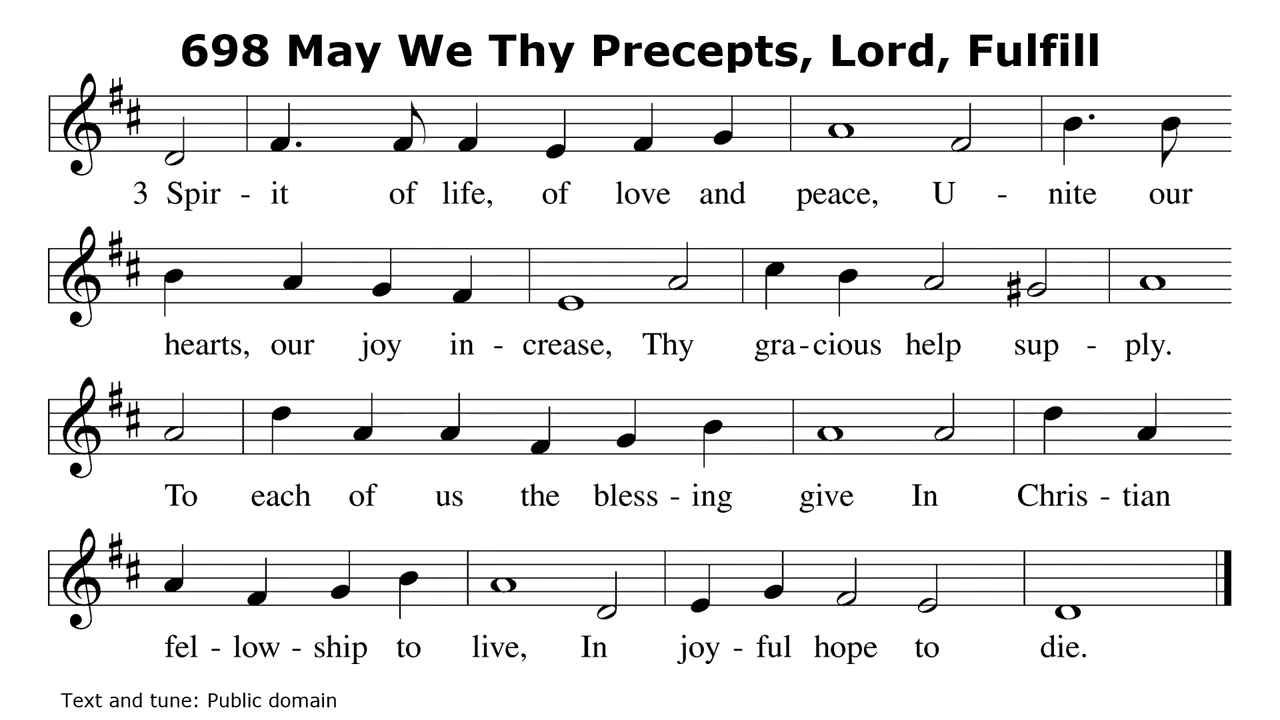 698 May We Thy Precepts, Lord, Fulfill
3 Spir - it of life, of love and peace, U - nite our
hearts, our joy in - crease, Thy gra - cious help sup - ply.
To each of us the bless - ing give In Chris - tian
fel - low - ship to live, In joy - ful hope to die.
Text and tune: Public domain